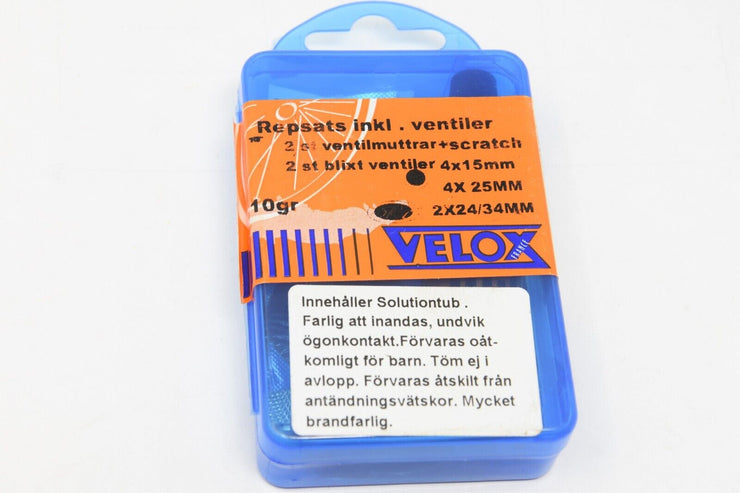 Repsats inkl . ventiler
2 st ventilmuttrar+scratch
2 st blixt ventiler 4x15mm
4X 25MM
10gr 2X24/34MM
VELOX
FRANCE
Innehåller Solutiontub .
Farlig att inandas, undvik
ögonkontakt.Förvaras oåt-
komligt för barn. Töm ej i
avlopp. Förvaras åtskilt från
antändningsvätskor. Mycket
brandfarlig.